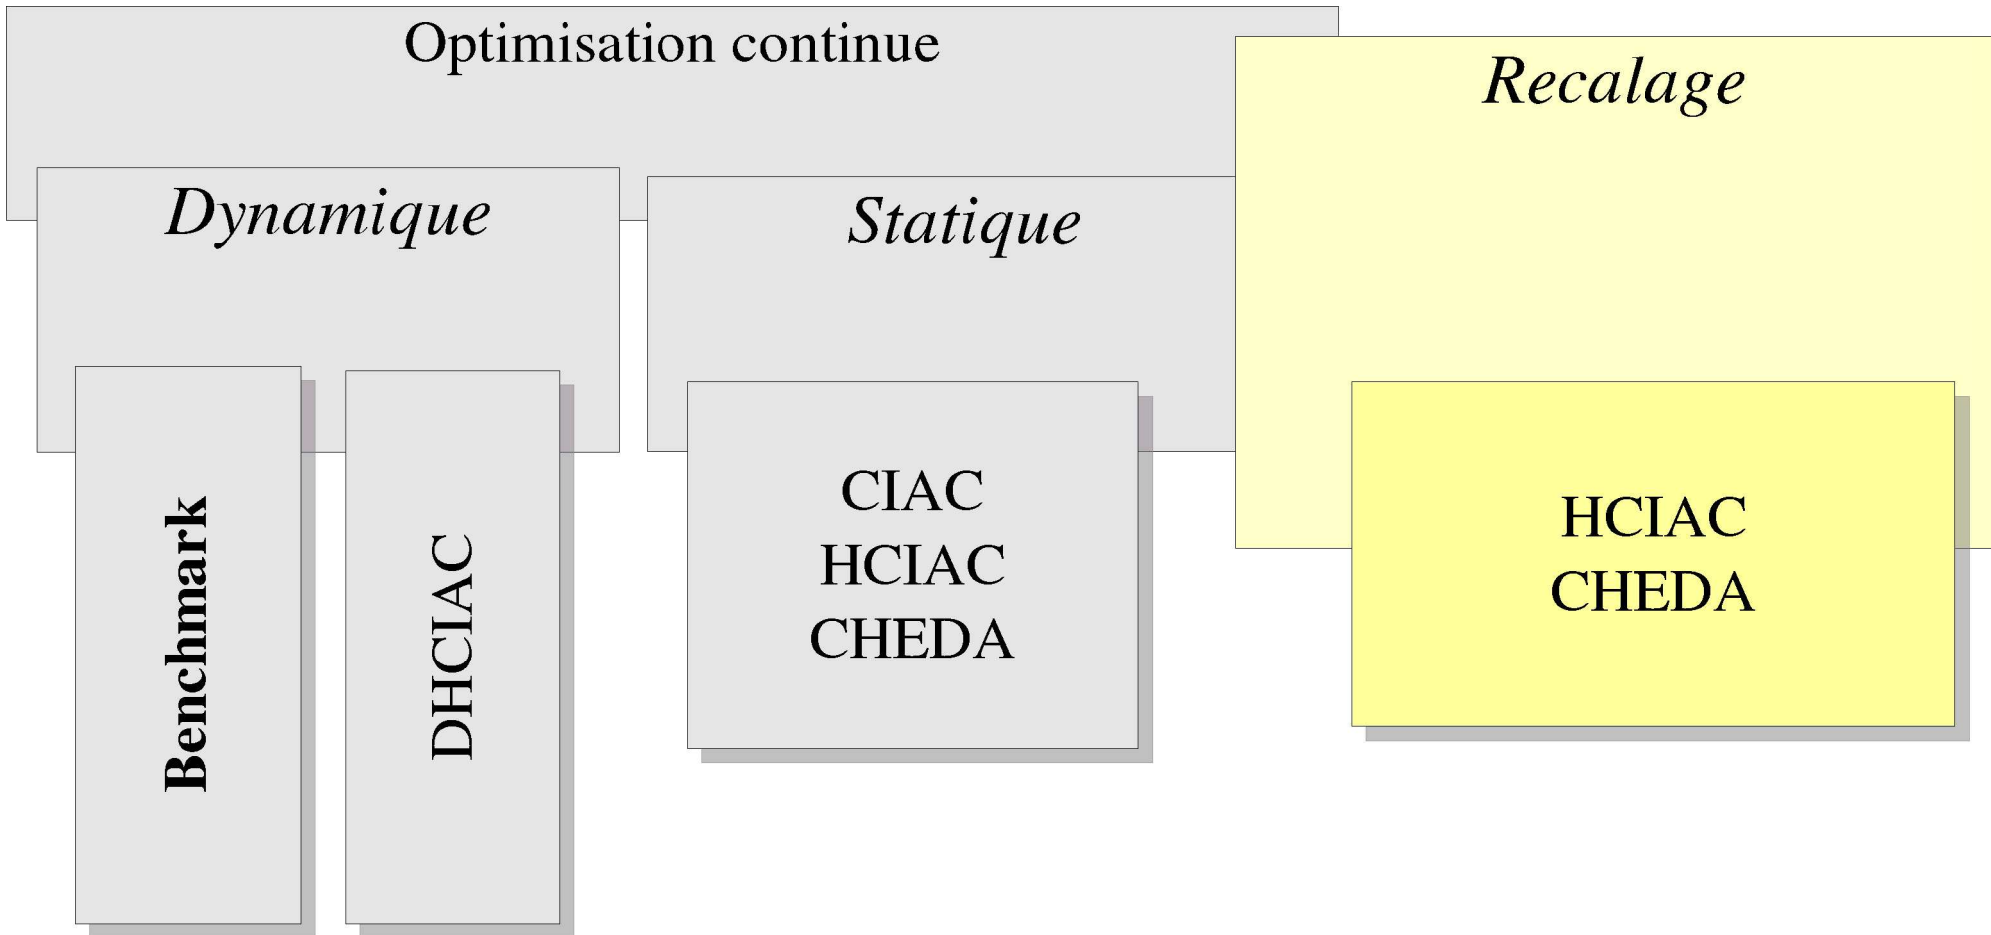 Optimisation continue
Recalage
Dynamique
Statique
Benchmark
DHCIAC
CIAC
HCIAC
CHEDA
HCIAC
CHEDA